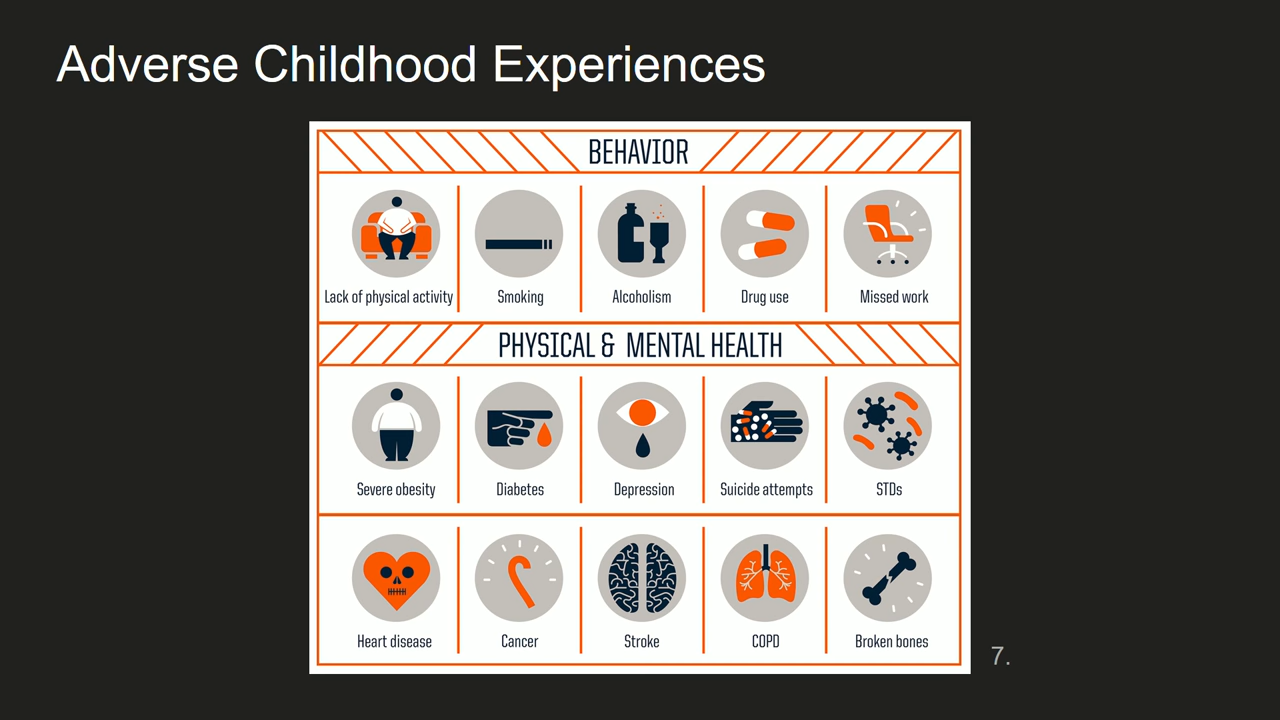 Adverse Childhood Experiences
BEHAVIOR
Lack of physical activity
Smoking
Alcoholism
Drug use
Missed work
PHYSICAL & MENTAL HEALTH
Severe obesity
Diabetes
Depression
Suicide attempts
STDs
Heart disease
Cancer
Stroke
COPD
Broken bones
7.